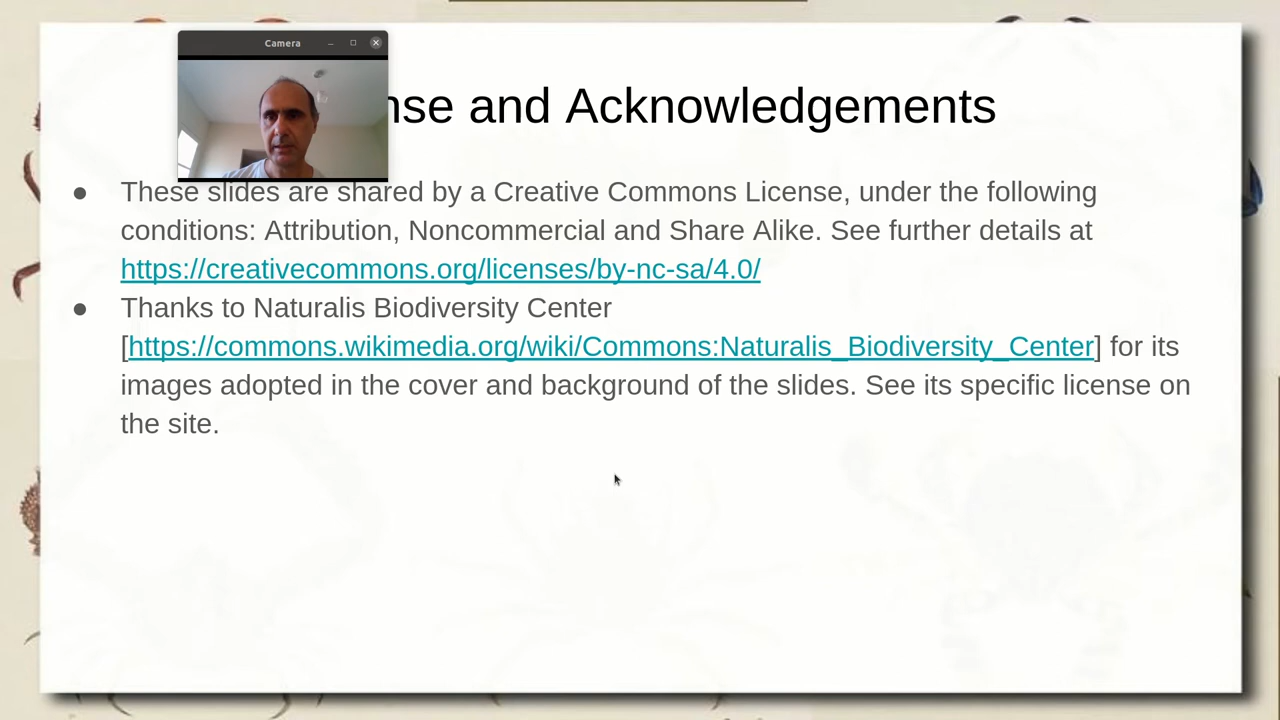 Camera
nse and Acknowledgements
● These slides are shared by a Creative Commons License, under the following
conditions: Attribution, Noncommercial and Share Alike. See further details at
https://creativecommons.org/licenses/by-nc-sa/4.0/
● Thanks to Naturalis Biodiversity Center
[https://commons.wikimedia.org/wiki/Commons:Naturalis_Biodiversity_Center] for its
images adopted in the cover and background of the slides. See its specific license on
the site.